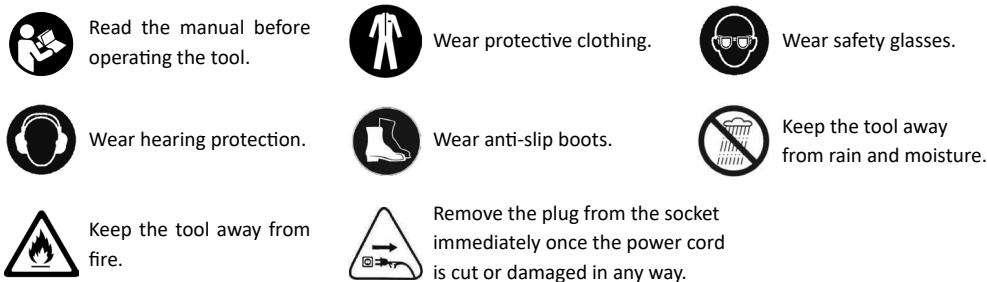 Read the manual before
operating the tool.
Wear protective clothing.
Wear safety glasses.
Wear hearing protection.
Wear anti-slip boots.
Keep the tool away
from rain and moisture.
Keep the tool away from
fire.
Remove the plug from the socket
immediately once the power cord
is cut or damaged in any way.